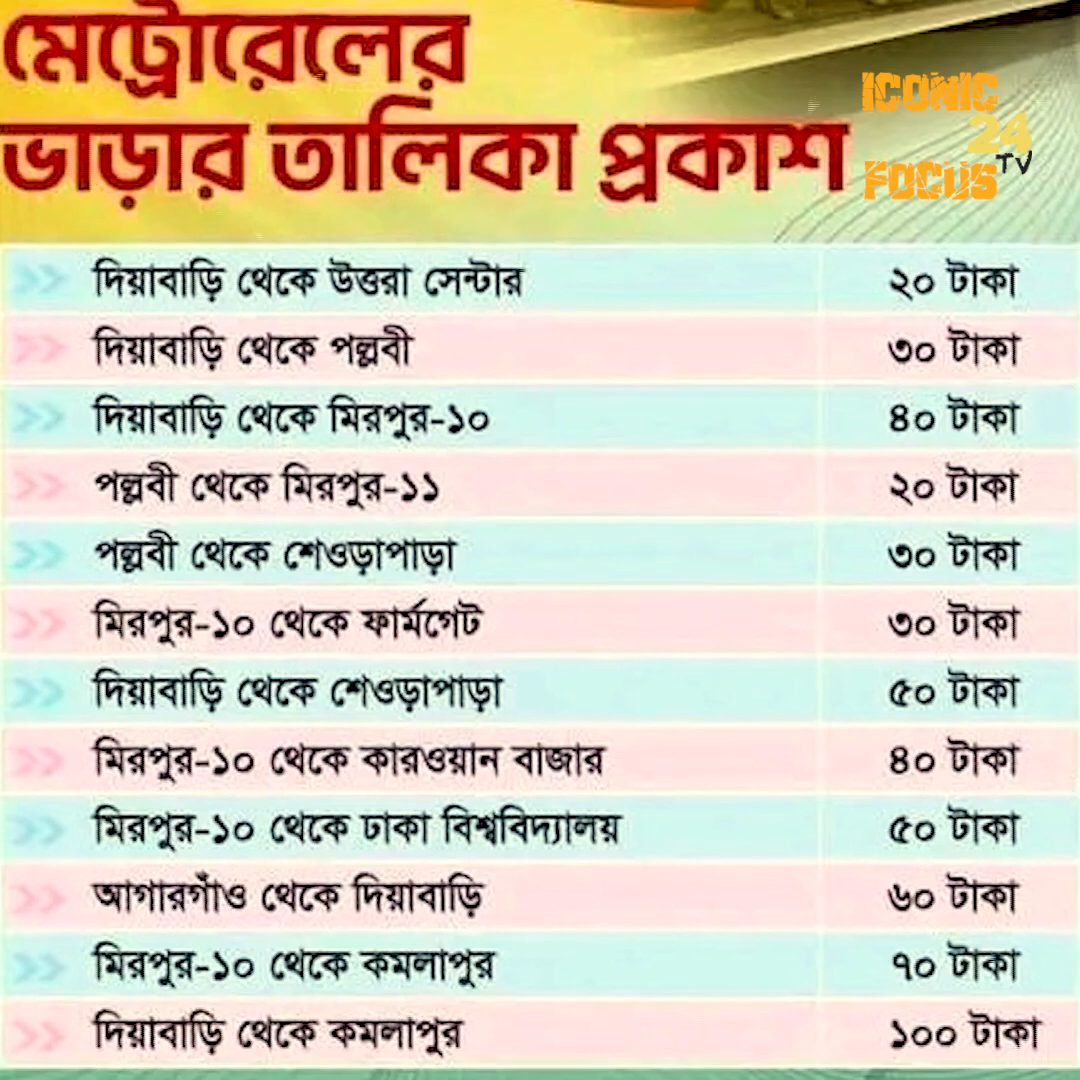 মেট্রোরেলের
ভাড়ার তালিকা প্রকাশ
ICONIC
24
FOCUS TV
দিয়াবাড়ি থেকে উত্তরা সেন্টার ২০ টাকা
দিয়াবাড়ি থেকে পল্লবী ৩০ টাকা
দিয়াবাড়ি থেকে মিরপুর-১০ ৪০ টাকা
পল্লবী থেকে মিরপুর-১১ ২০ টাকা
পল্লবী থেকে শেওড়াপাড়া ৩০ টাকা
মিরপুর-১০ থেকে ফার্মগেট ৩০ টাকা
দিয়াবাড়ি থেকে শেওড়াপাড়া ৫০ টাকা
মিরপুর-১০ থেকে কারওয়ান বাজার ৪০ টাকা
মিরপুর-১০ থেকে ঢাকা বিশ্ববিদ্যালয় ৫০ টাকা
আগারগাঁও থেকে দিয়াবাড়ি ৬০ টাকা
মিরপুর-১০ থেকে কমলাপুর ৭০ টাকা
দিয়াবাড়ি থেকে কমলাপুর ১০০ টাকা